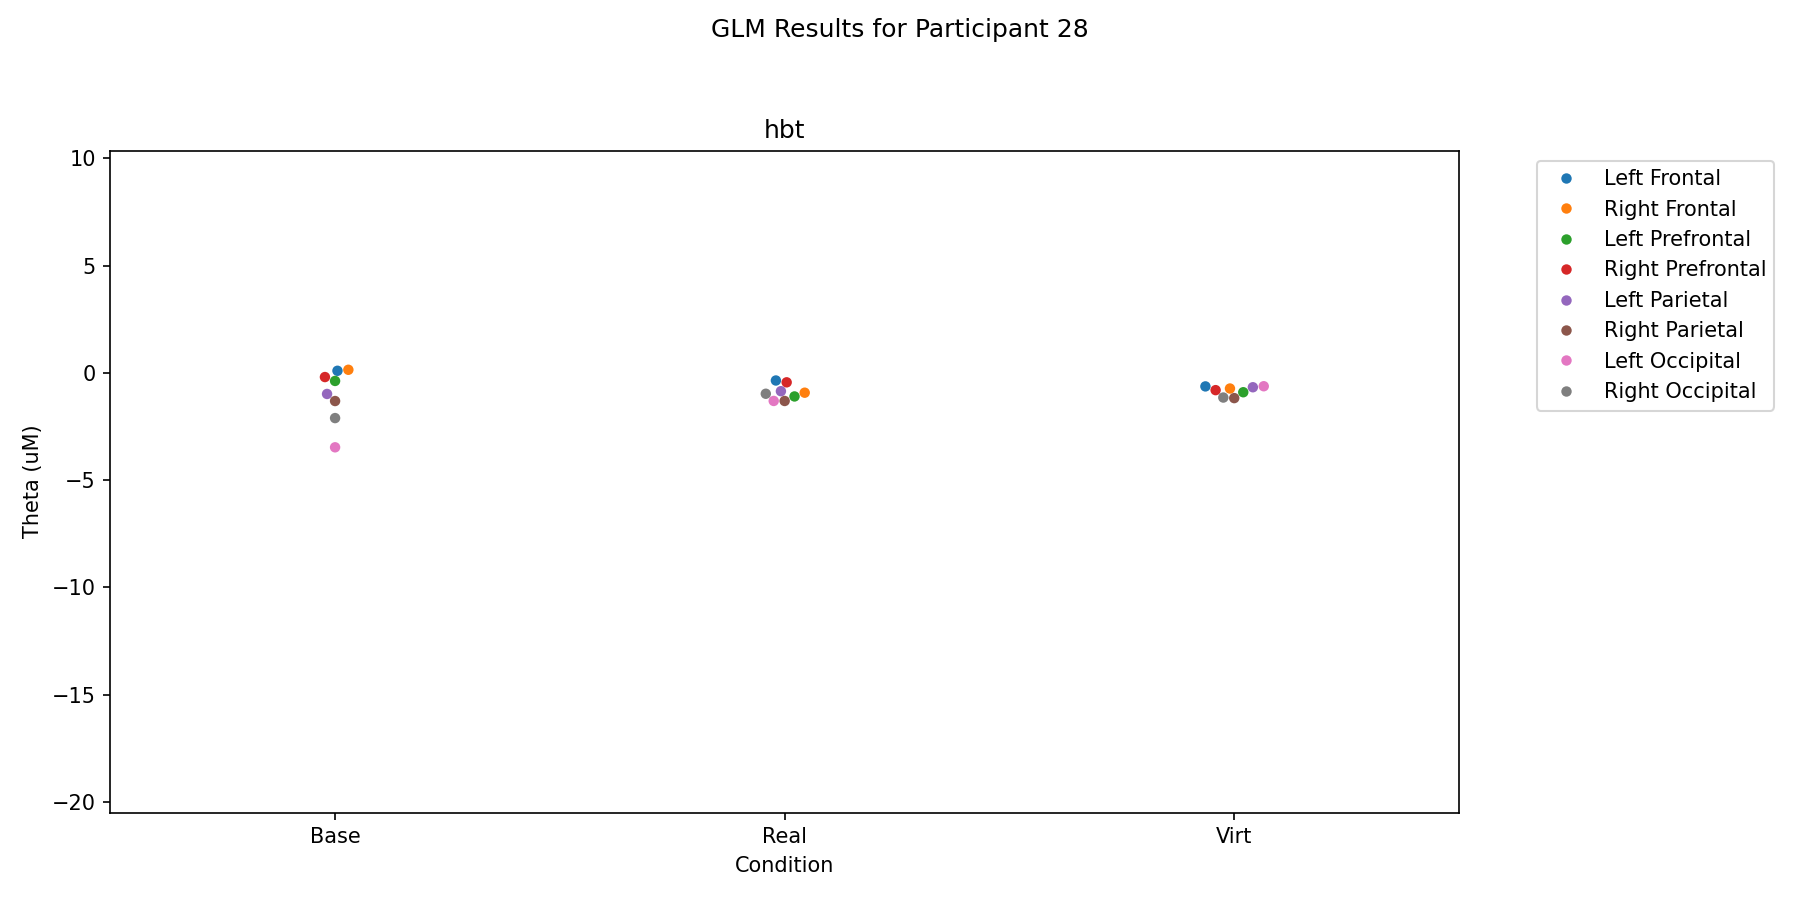 GLM Results for Participant 28
hbt
10
5
0
−5
−10
−15
−20
Theta (uM)
Base
Real
Virt
Condition
Left Frontal
Right Frontal
Left Prefrontal
Right Prefrontal
Left Parietal
Right Parietal
Left Occipital
Right Occipital